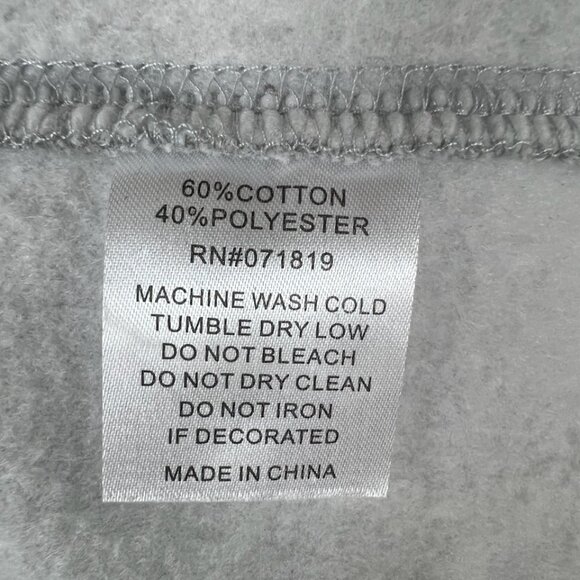 60%COTTON
40%POLYESTER
RN#071819
MACHINE WASH COLD
TUMBLE DRY LOW
DO NOT BLEACH
DO NOT DRY CLEAN
DO NOT IRON
IF DECORATED
MADE IN CHINA